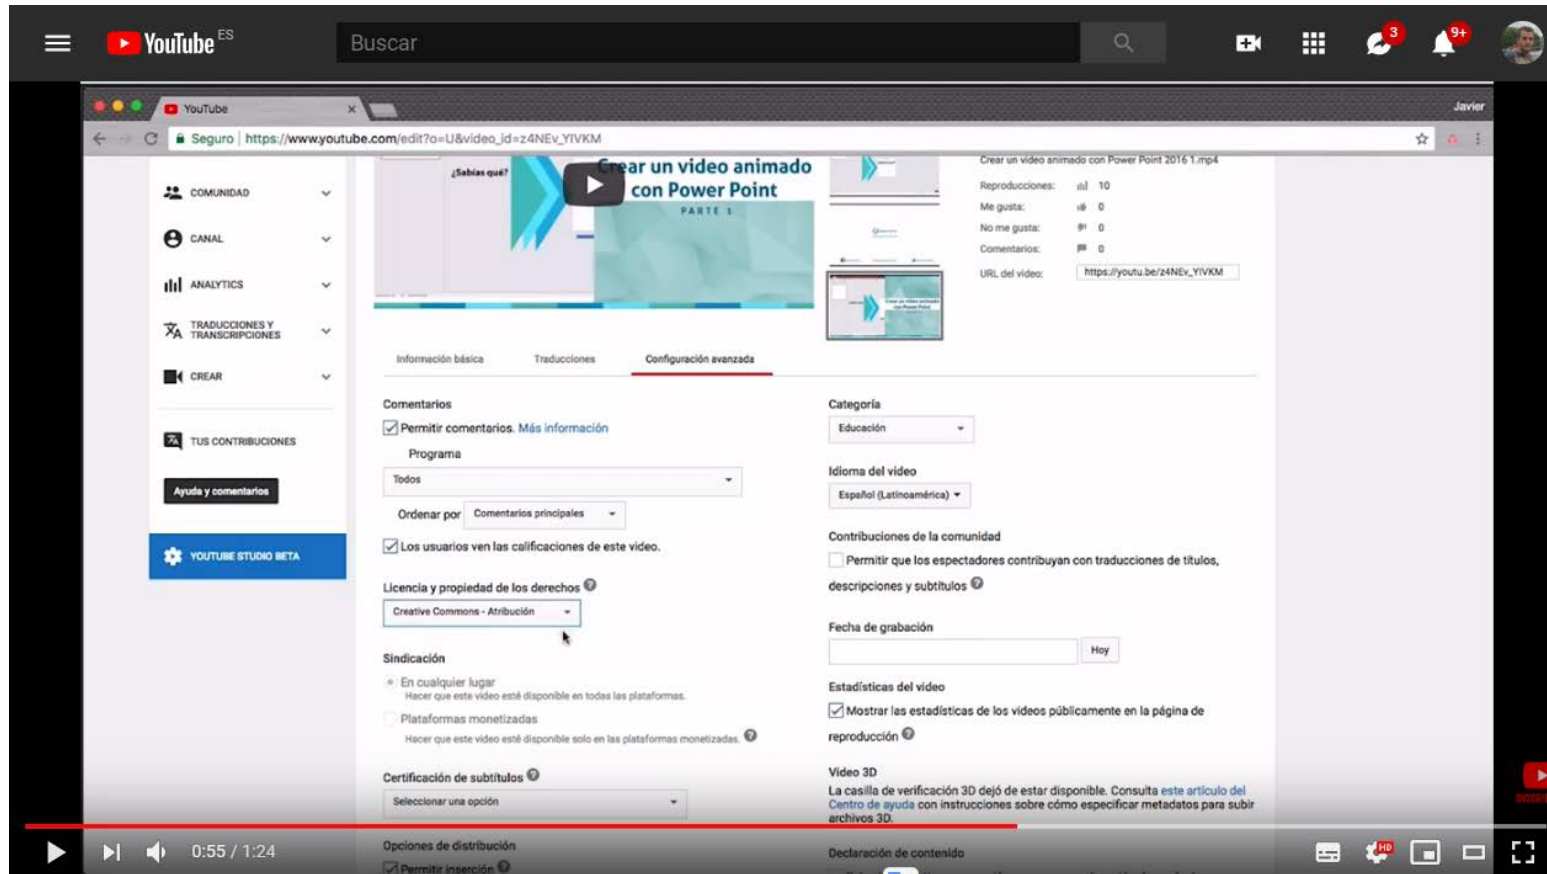 YouTube ES
Buscar
3
9+
YouTube
Javier
Seguro | https://www.youtube.com/edit?o=U&video_id=z4NEv_YIVKM
COMUNIDAD
CANAL
ANALYTICS
TRADUCCIONES Y
TRANSCRIPCIONES
CREAR
TUS CONTRIBUCIONES
Ayuda y comentarios
YOUTUBE STUDIO BETA
¿Sabías qué?
Crear un video animado
con Power Point
PARTE 1
Crear un video animado con Power Point 2016 1.mp4
Reproducciones: 10
Me gusta: 0
No me gusta: 0
Comentarios: 0
URL del video: https://youtu.be/z4NEv_YIVKM
Información básica Traducciones Configuración avanzada
Comentarios
Permitir comentarios. Más información
Programa
Todos
Ordenar por Comentarios principales
Los usuarios ven las calificaciones de este video.
Licencia y propiedad de los derechos
Creative Commons - Atribución
Sindicación
En cualquier lugar
Hacer que este video esté disponible en todas las plataformas.
Plataformas monetizadas
Hacer que este video esté disponible solo en las plataformas monetizadas.
Certificación de subtítulos
Seleccionar una opción
Opciones de distribución
Permitir inserción
Categoría
Educación
Idioma del video
Español (Latinoamérica)
Contribuciones de la comunidad
Permitir que los espectadores contribuyan con traducciones de títulos,
descripciones y subtítulos
Fecha de grabación
Hoy
Estadísticas del video
Mostrar las estadísticas de los videos públicamente en la página de
reproducción
Video 3D
La casilla de verificación 3D dejó de estar disponible. Consulta este artículo del
Centro de ayuda con instrucciones sobre cómo especificar metadatos para subir
archivos 3D.
Declaración de contenido
0:55 / 1:24
HD